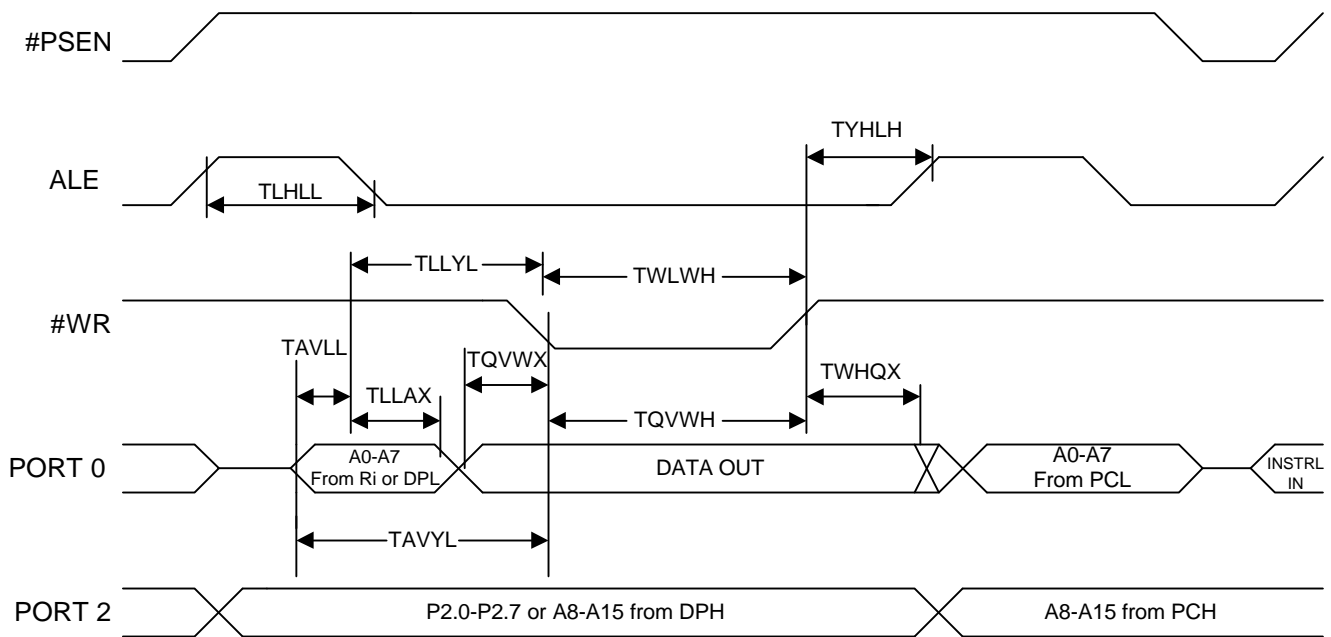 #PSEN
TYHLH
ALE
TLHLL
TLLYL
TWLWH
#WR
TAVLL
TQVWX
TWHQX
TLLAX
TQVWH
PORT 0
A0-A7
From Ri or DPL
DATA OUT
A0-A7
From PCL
INSTRL
IN
TAVYL
PORT 2
P2.0-P2.7 or A8-A15 from DPH
A8-A15 from PCH